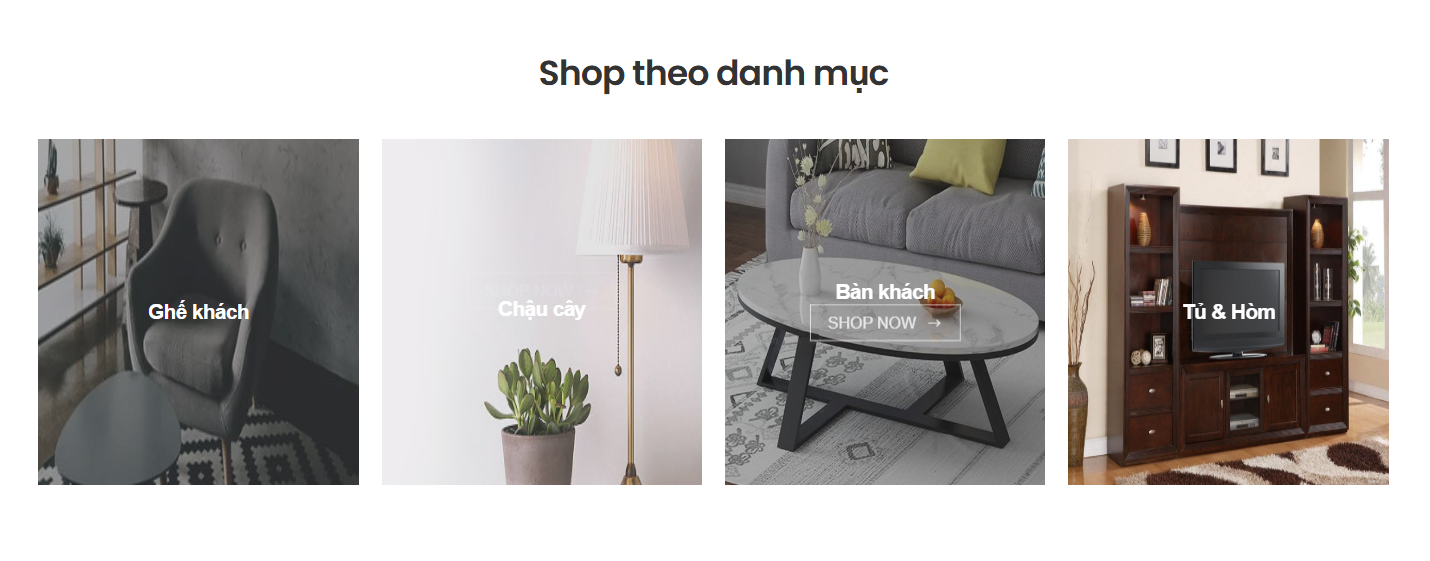 Shop theo danh mục
Ghế khách
Chậu cây
Bàn khách
SHOP NOW →
Tủ & Hòm